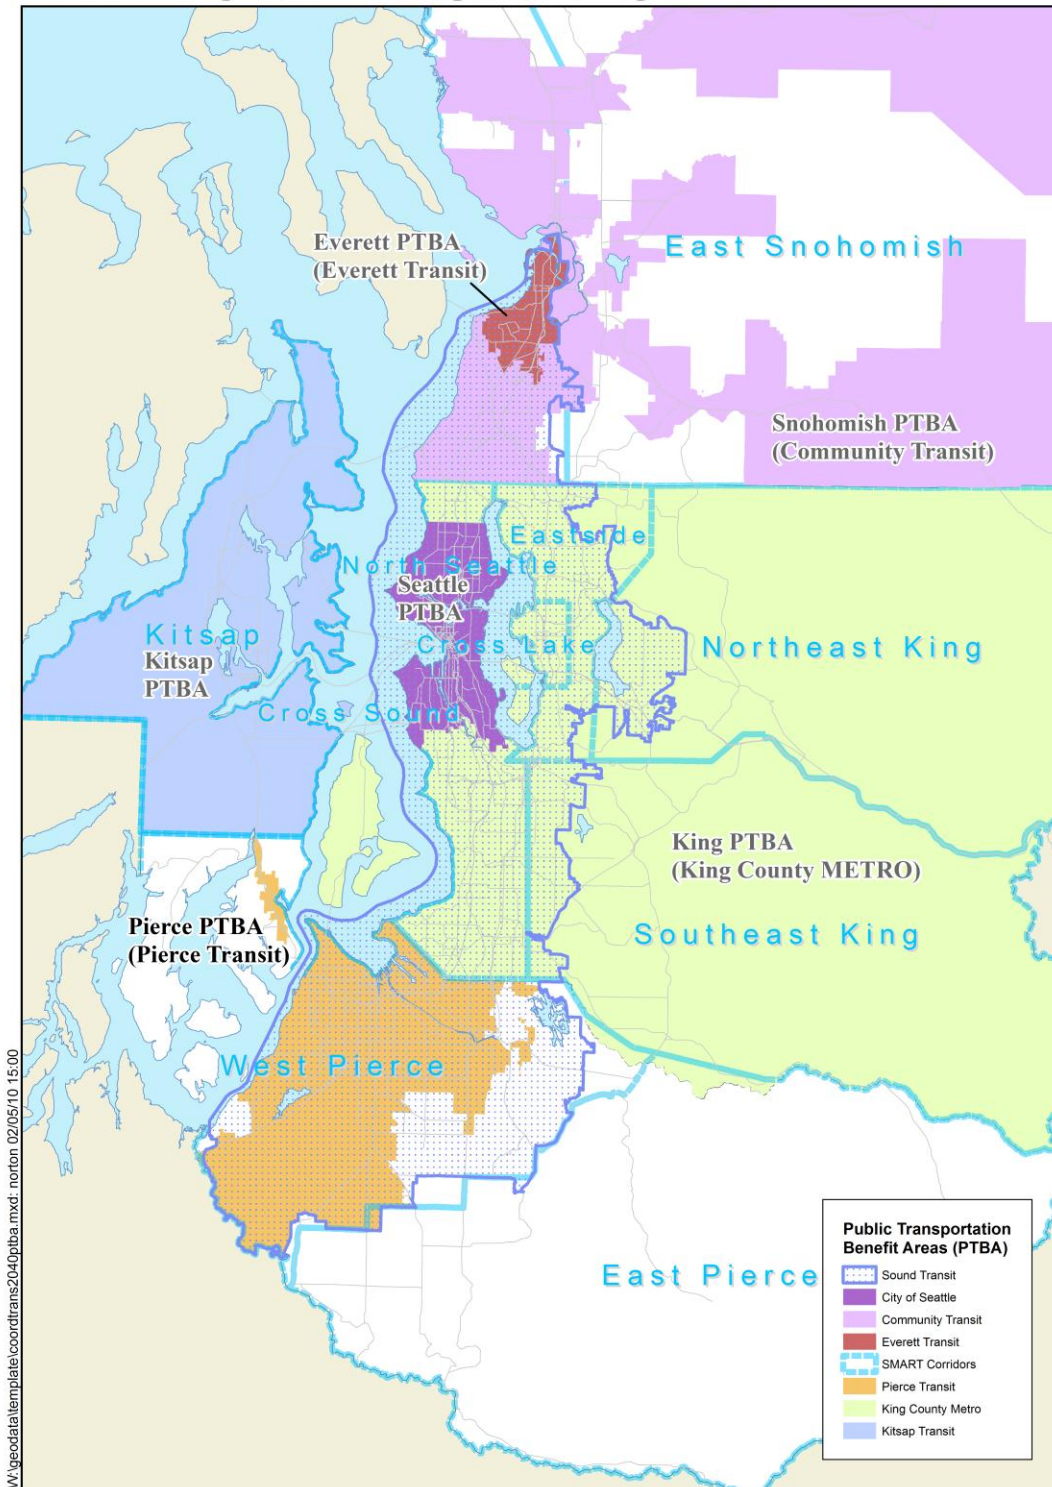 Everett PTBA
(Everett Transit)
East Snohomish
Snohomish PTBA
(Community Transit)
Eastside
North Seattle
Seattle
PTBA
Kitsap
Kitsap
PTBA
Cross Lake
Northeast King
Cross Sound
King PTBA
(King County METRO)
Pierce PTBA
(Pierce Transit)
Southeast King
West Pierce
East Pierce
Public Transportation
Benefit Areas (PTBA)
Sound Transit
City of Seattle
Community Transit
Everett Transit
SMART Corridors
Pierce Transit
King County Metro
Kitsap Transit
W:\geodata\template\coordtrans2040ptba.mxd: norton 02/05/10 15:00